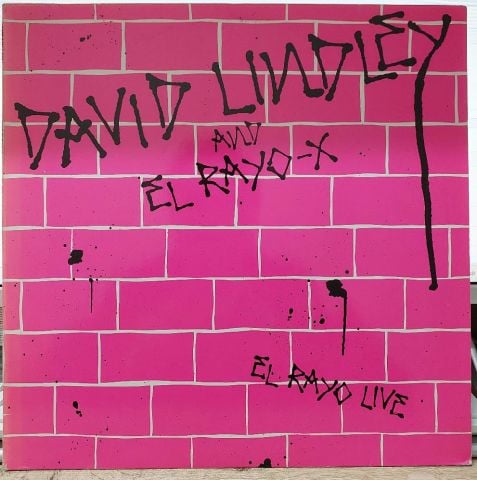 DAVID LINDLEY
AND
EL RAYO-X
EL RAYO LIVE